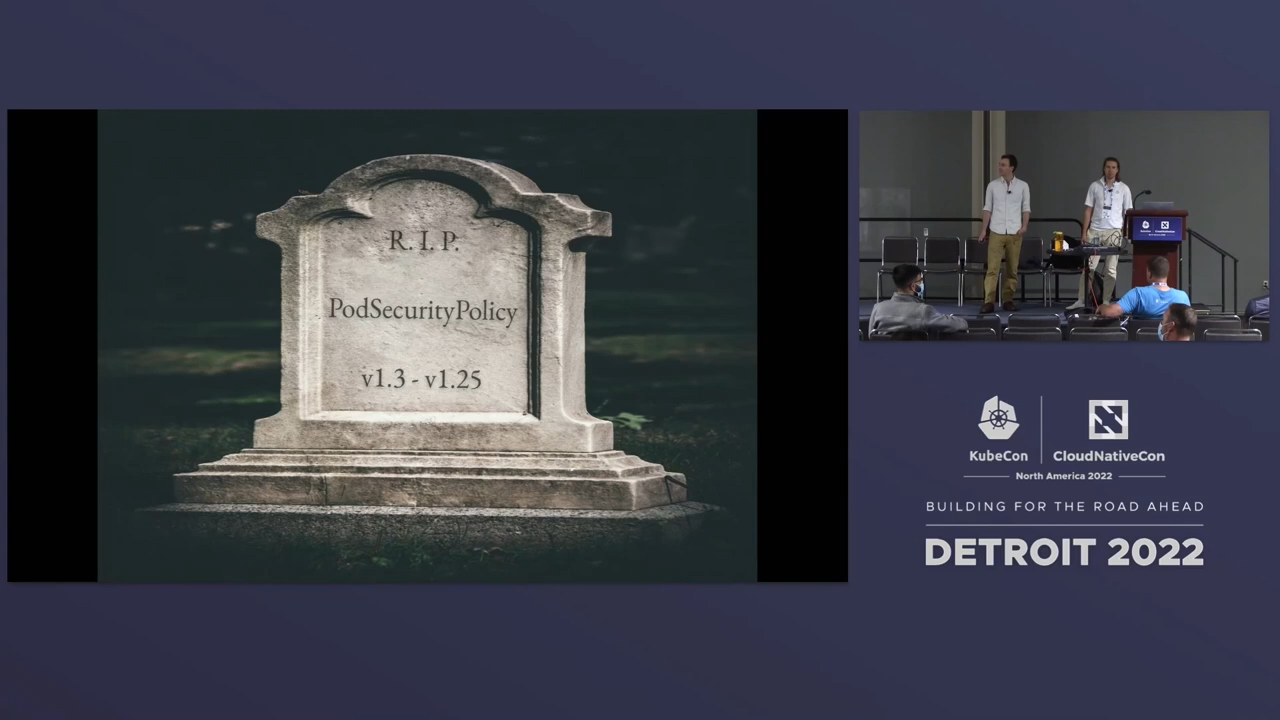 R. I. P.
PodSecurityPolicy
v1.3 - v1.25
KubeCon
CloudNativeCon
North America 2022
BUILDING FOR THE ROAD AHEAD
DETROIT 2022